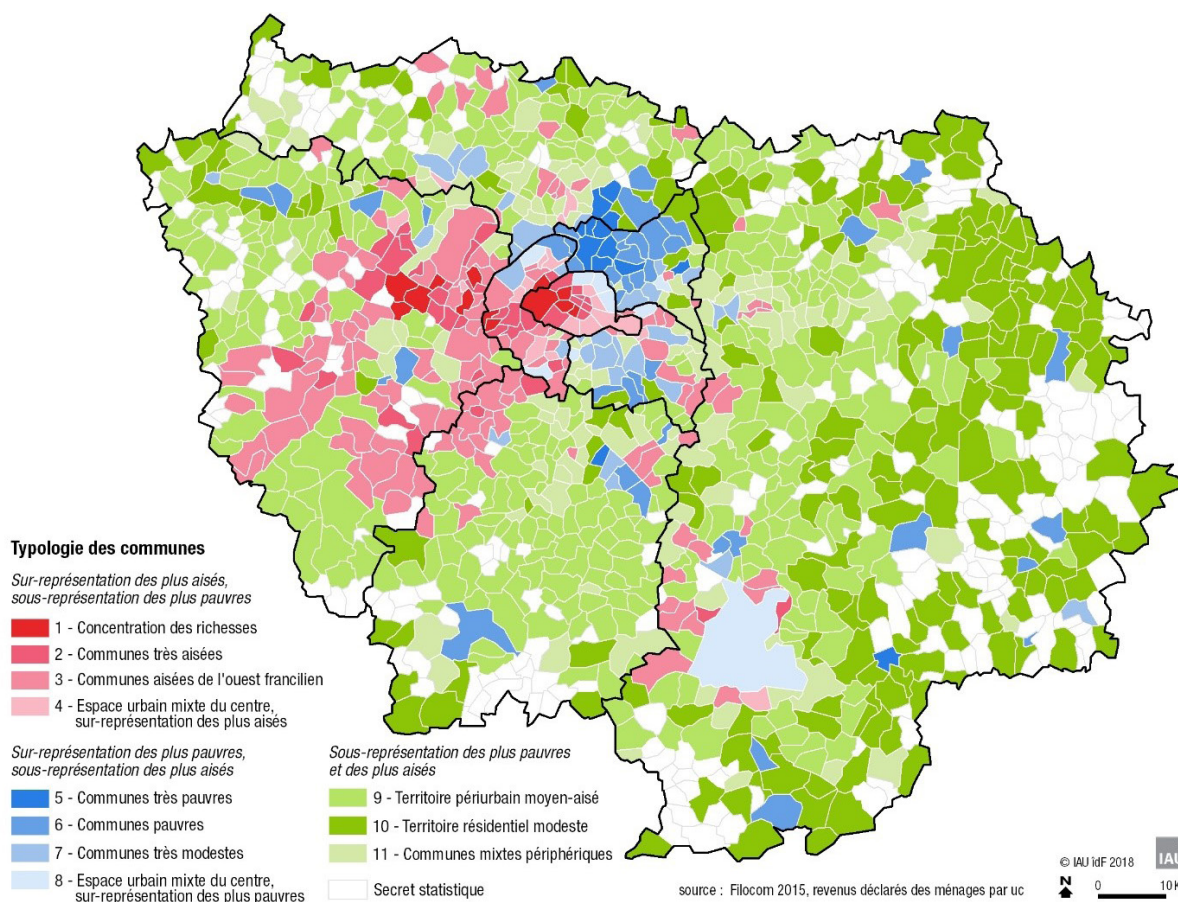 Typologie des communes
Sur-représentation des plus aisés,
sous-représentation des plus pauvres
1 - Concentration des richesses
2 - Communes très aisées
3 - Communes aisées de l'ouest francilien
4 - Espace urbain mixte du centre,
sur-représentation des plus aisés
Sur-représentation des plus pauvres,
sous-représentation des plus aisés
5 - Communes très pauvres
6 - Communes pauvres
7 - Communes très modestes
8 - Espace urbain mixte du centre,
sur-représentation des plus pauvres
Sous-représentation des plus pauvres
et des plus aisés
9 - Territoire périurbain moyen-aisé
10 - Territoire résidentiel modeste
11 - Communes mixtes périphériques
Secret statistique
source : Filocom 2015, revenus déclarés des ménages par uc
© IAU îdF 2018
IAU
N
0 10 K